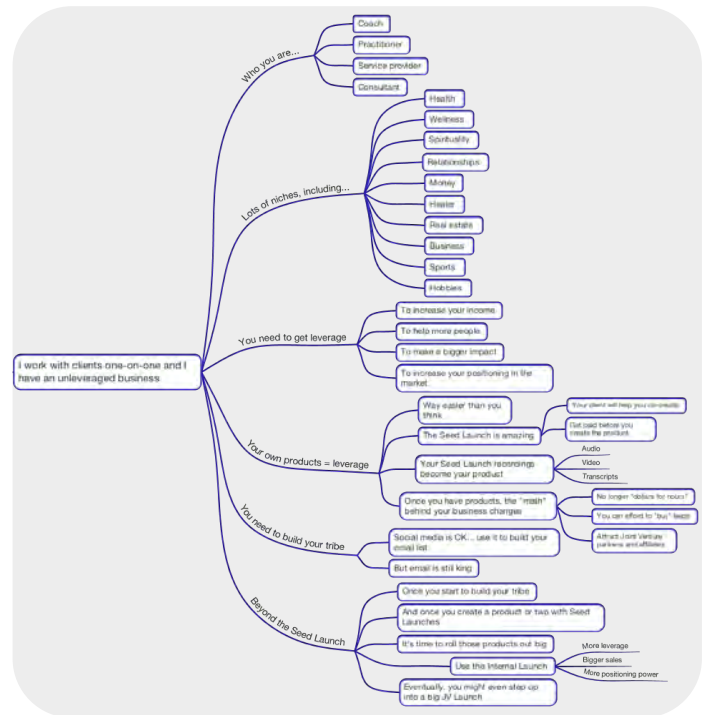 Who you are...
Coach
Practitioner
Service provider
Consultant
Lots of niches, including...
Health
Wellness
Spirituality
Relationships
Money
Healer
Real estate
Business
Sports
Hobbies
I work with clients one-on-one and I
have an unleveraged business
You need to get leverage
To increase your income
To help more people
To make a bigger impact
To increase your positioning in the
market
Your own products = leverage
Way easier than you
think
The Seed Launch is amazing
Your client will help you co-create
Get paid before you
create the product
Your Seed Launch recordings
become your product
Audio
Video
Transcripts
Once you have products, the "math"
behind your business changes
No longer "dollars for hours"
You can effort to "buy" leads
Attract Joint Venture
partners and affiliates
You need to build your tribe
Social media is OK... use it to build your
email list
But email is still king
Beyond the Seed Launch
Once you start to build your tribe
And once you create a product or two with Seed
Launches
It's time to roll those products out big
Use the Internal Launch
More leverage
Bigger sales
More positioning power
Eventually, you might even step up
into a big JV Launch